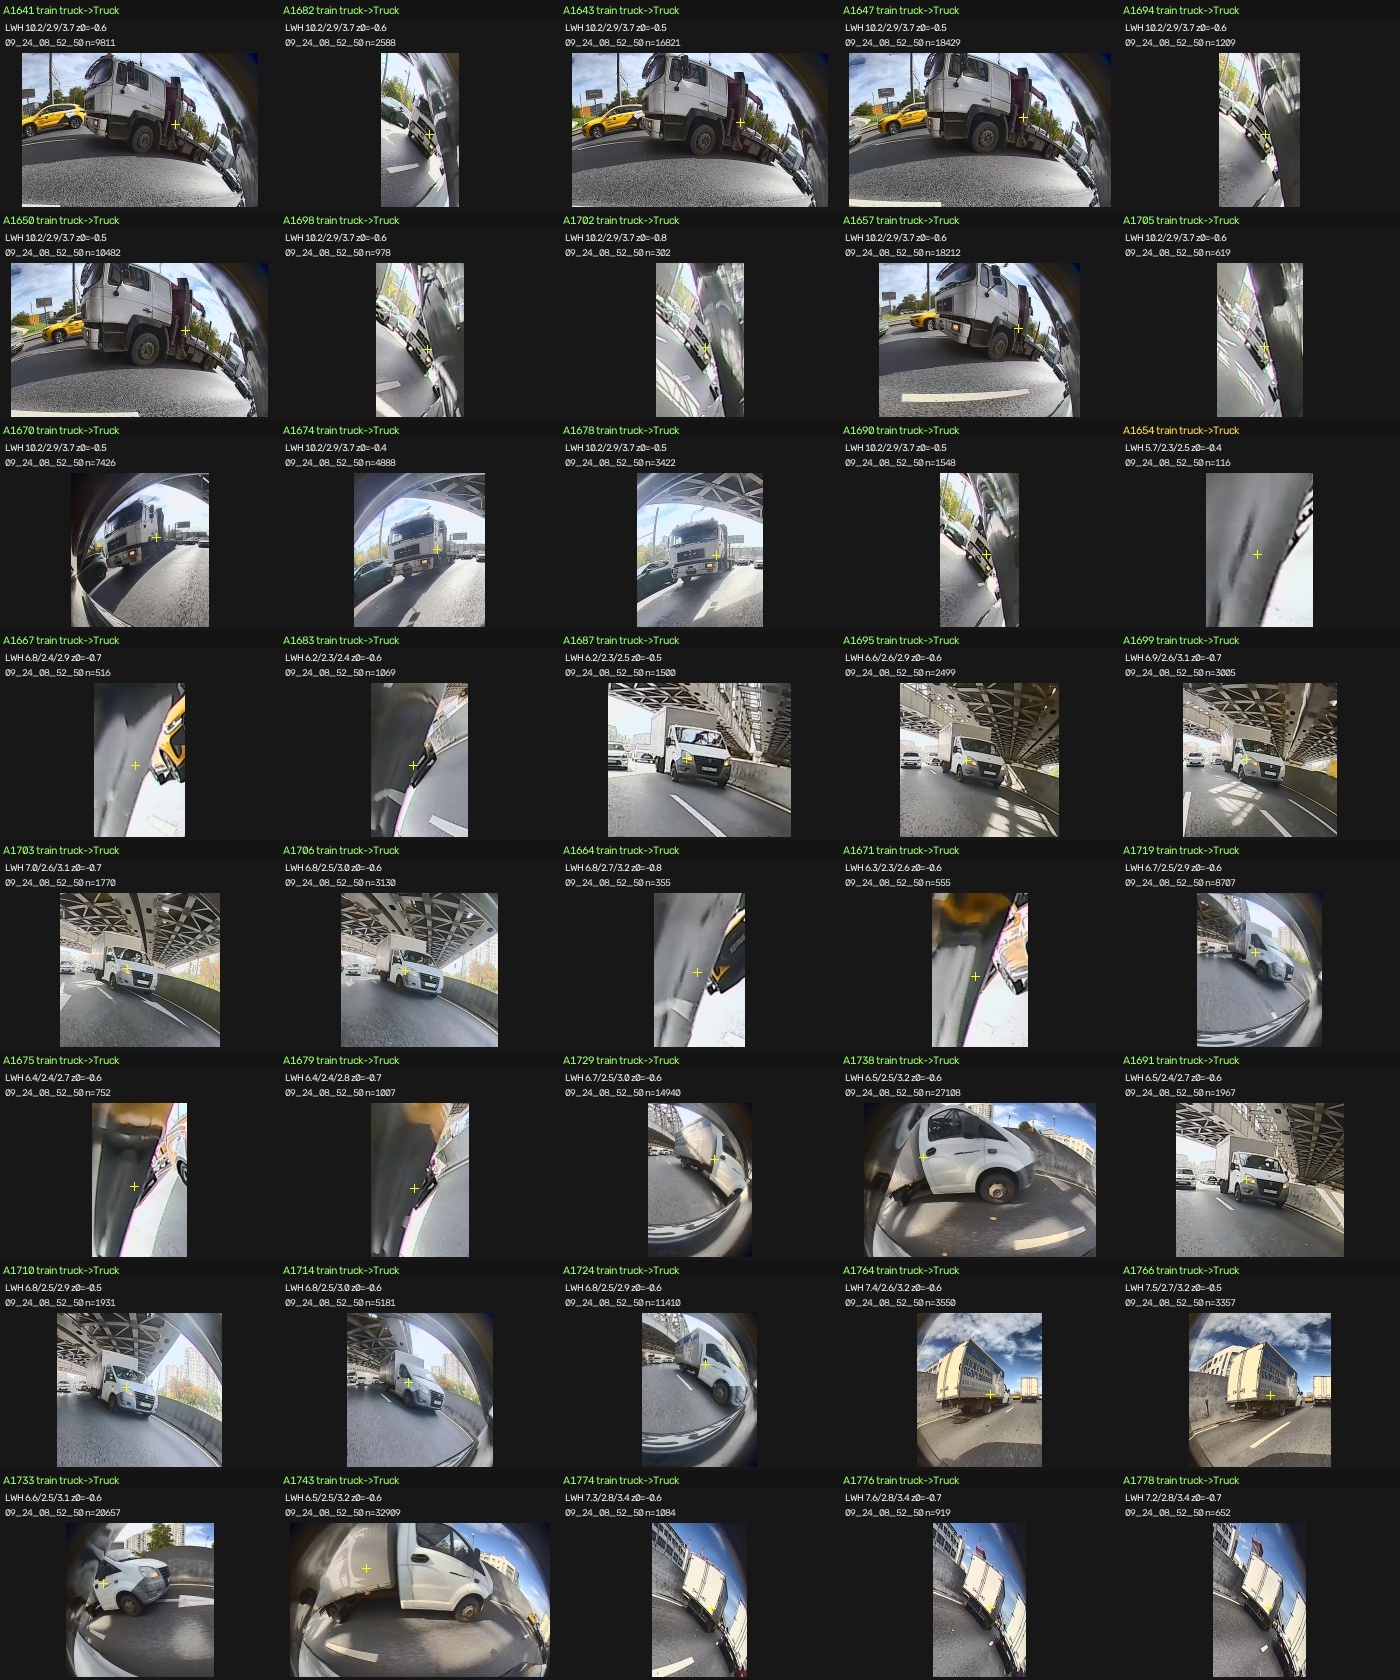 A1641 train truck->Truck
LWH 10.2/2.9/3.7 z0=-0.6
09_24_08_52_50 n=9811
A1682 train truck->Truck
LWH 10.2/2.9/3.7 z0=-0.6
09_24_08_52_50 n=2588
A1643 train truck->Truck
LWH 10.2/2.9/3.7 z0=-0.5
09_24_08_52_50 n=16821
A1647 train truck->Truck
LWH 10.2/2.9/3.7 z0=-0.5
09_24_08_52_50 n=18429
A1694 train truck->Truck
LWH 10.2/2.9/3.7 z0=-0.6
09_24_08_52_50 n=1209
A1650 train truck->Truck
LWH 10.2/2.9/3.7 z0=-0.5
09_24_08_52_50 n=10482
A1698 train truck->Truck
LWH 10.2/2.9/3.7 z0=-0.6
09_24_08_52_50 n=978
A1702 train truck->Truck
LWH 10.2/2.9/3.7 z0=-0.8
09_24_08_52_50 n=302
A1657 train truck->Truck
LWH 10.2/2.9/3.7 z0=-0.6
09_24_08_52_50 n=18212
A1705 train truck->Truck
LWH 10.2/2.9/3.7 z0=-0.6
09_24_08_52_50 n=619
A1670 train truck->Truck
LWH 10.2/2.9/3.7 z0=-0.5
09_24_08_52_50 n=7426
A1674 train truck->Truck
LWH 10.2/2.9/3.7 z0=-0.4
09_24_08_52_50 n=4888
A1678 train truck->Truck
LWH 10.2/2.9/3.7 z0=-0.5
09_24_08_52_50 n=3422
A1690 train truck->Truck
LWH 10.2/2.9/3.7 z0=-0.5
09_24_08_52_50 n=1548
A1654 train truck->Truck
LWH 5.7/2.3/2.5 z0=-0.4
09_24_08_52_50 n=116
A1667 train truck->Truck
LWH 6.8/2.4/2.9 z0=-0.7
09_24_08_52_50 n=516
A1683 train truck->Truck
LWH 6.2/2.3/2.4 z0=-0.6
09_24_08_52_50 n=1069
A1687 train truck->Truck
LWH 6.2/2.3/2.5 z0=-0.5
09_24_08_52_50 n=1500
A1695 train truck->Truck
LWH 6.6/2.6/2.9 z0=-0.6
09_24_08_52_50 n=2499
A1699 train truck->Truck
LWH 6.9/2.6/3.1 z0=-0.7
09_24_08_52_50 n=3005
A1703 train truck->Truck
LWH 7.0/2.6/3.1 z0=-0.7
09_24_08_52_50 n=1770
A1706 train truck->Truck
LWH 6.8/2.5/3.0 z0=-0.6
09_24_08_52_50 n=3130
A1664 train truck->Truck
LWH 6.8/2.7/3.2 z0=-0.8
09_24_08_52_50 n=355
A1671 train truck->Truck
LWH 6.3/2.3/2.6 z0=-0.6
09_24_08_52_50 n=555
A1719 train truck->Truck
LWH 6.7/2.5/2.9 z0=-0.6
09_24_08_52_50 n=8707
A1675 train truck->Truck
LWH 6.4/2.4/2.7 z0=-0.6
09_24_08_52_50 n=752
A1679 train truck->Truck
LWH 6.4/2.4/2.8 z0=-0.7
09_24_08_52_50 n=1007
A1729 train truck->Truck
LWH 6.7/2.5/3.0 z0=-0.6
09_24_08_52_50 n=14940
A1738 train truck->Truck
LWH 6.5/2.5/3.2 z0=-0.6
09_24_08_52_50 n=27108
A1691 train truck->Truck
LWH 6.5/2.4/2.7 z0=-0.6
09_24_08_52_50 n=1967
A1710 train truck->Truck
LWH 6.8/2.5/2.9 z0=-0.5
09_24_08_52_50 n=1931
A1714 train truck->Truck
LWH 6.8/2.5/3.0 z0=-0.6
09_24_08_52_50 n=5181
A1724 train truck->Truck
LWH 6.8/2.5/2.9 z0=-0.6
09_24_08_52_50 n=11410
A1764 train truck->Truck
LWH 7.4/2.6/3.2 z0=-0.6
09_24_08_52_50 n=3550
A1766 train truck->Truck
LWH 7.5/2.7/3.2 z0=-0.5
09_24_08_52_50 n=3357
A1733 train truck->Truck
LWH 6.6/2.5/3.1 z0=-0.6
09_24_08_52_50 n=20657
A1743 train truck->Truck
LWH 6.5/2.5/3.2 z0=-0.6
09_24_08_52_50 n=32909
A1774 train truck->Truck
LWH 7.3/2.8/3.4 z0=-0.6
09_24_08_52_50 n=1084
A1776 train truck->Truck
LWH 7.6/2.8/3.4 z0=-0.7
09_24_08_52_50 n=919
A1778 train truck->Truck
LWH 7.2/2.8/3.4 z0=-0.7
09_24_08_52_50 n=652